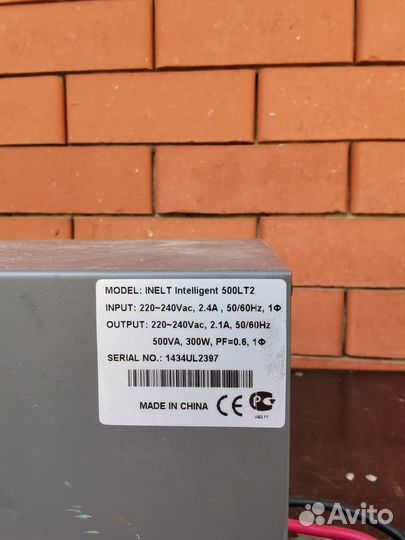 MODEL: INELT Intelligent 500LT2
INPUT: 220~240Vac, 2.4A , 50/60Hz, 1Φ
OUTPUT: 220~240Vac, 2.1A, 50/60Hz
500VA, 300W, PF=0.6, 1Φ
SERIAL NO.: 1434UL2397
MADE IN CHINA CE
Avito